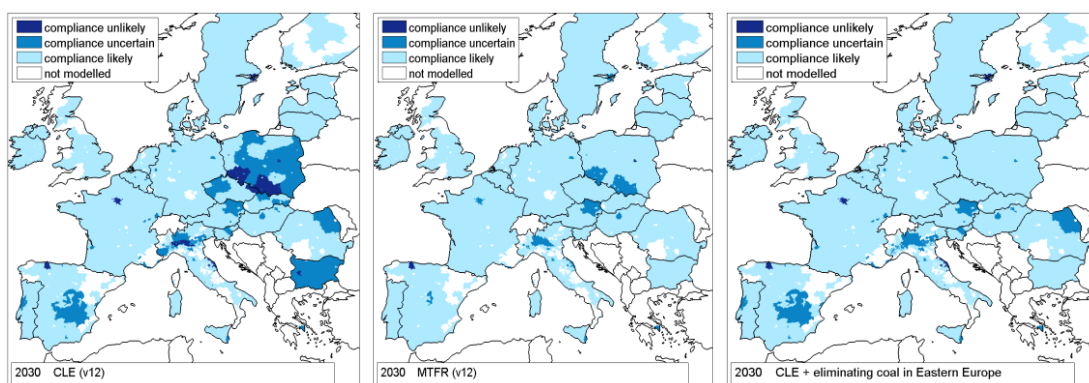 compliance unlikely
compliance uncertain
compliance likely
not modelled
2030 CLE (v12)
compliance unlikely
compliance uncertain
compliance likely
not modelled
2030 MTFR (v12)
compliance unlikely
compliance uncertain
compliance likely
not modelled
2030 CLE + eliminating coal in Eastern Europe